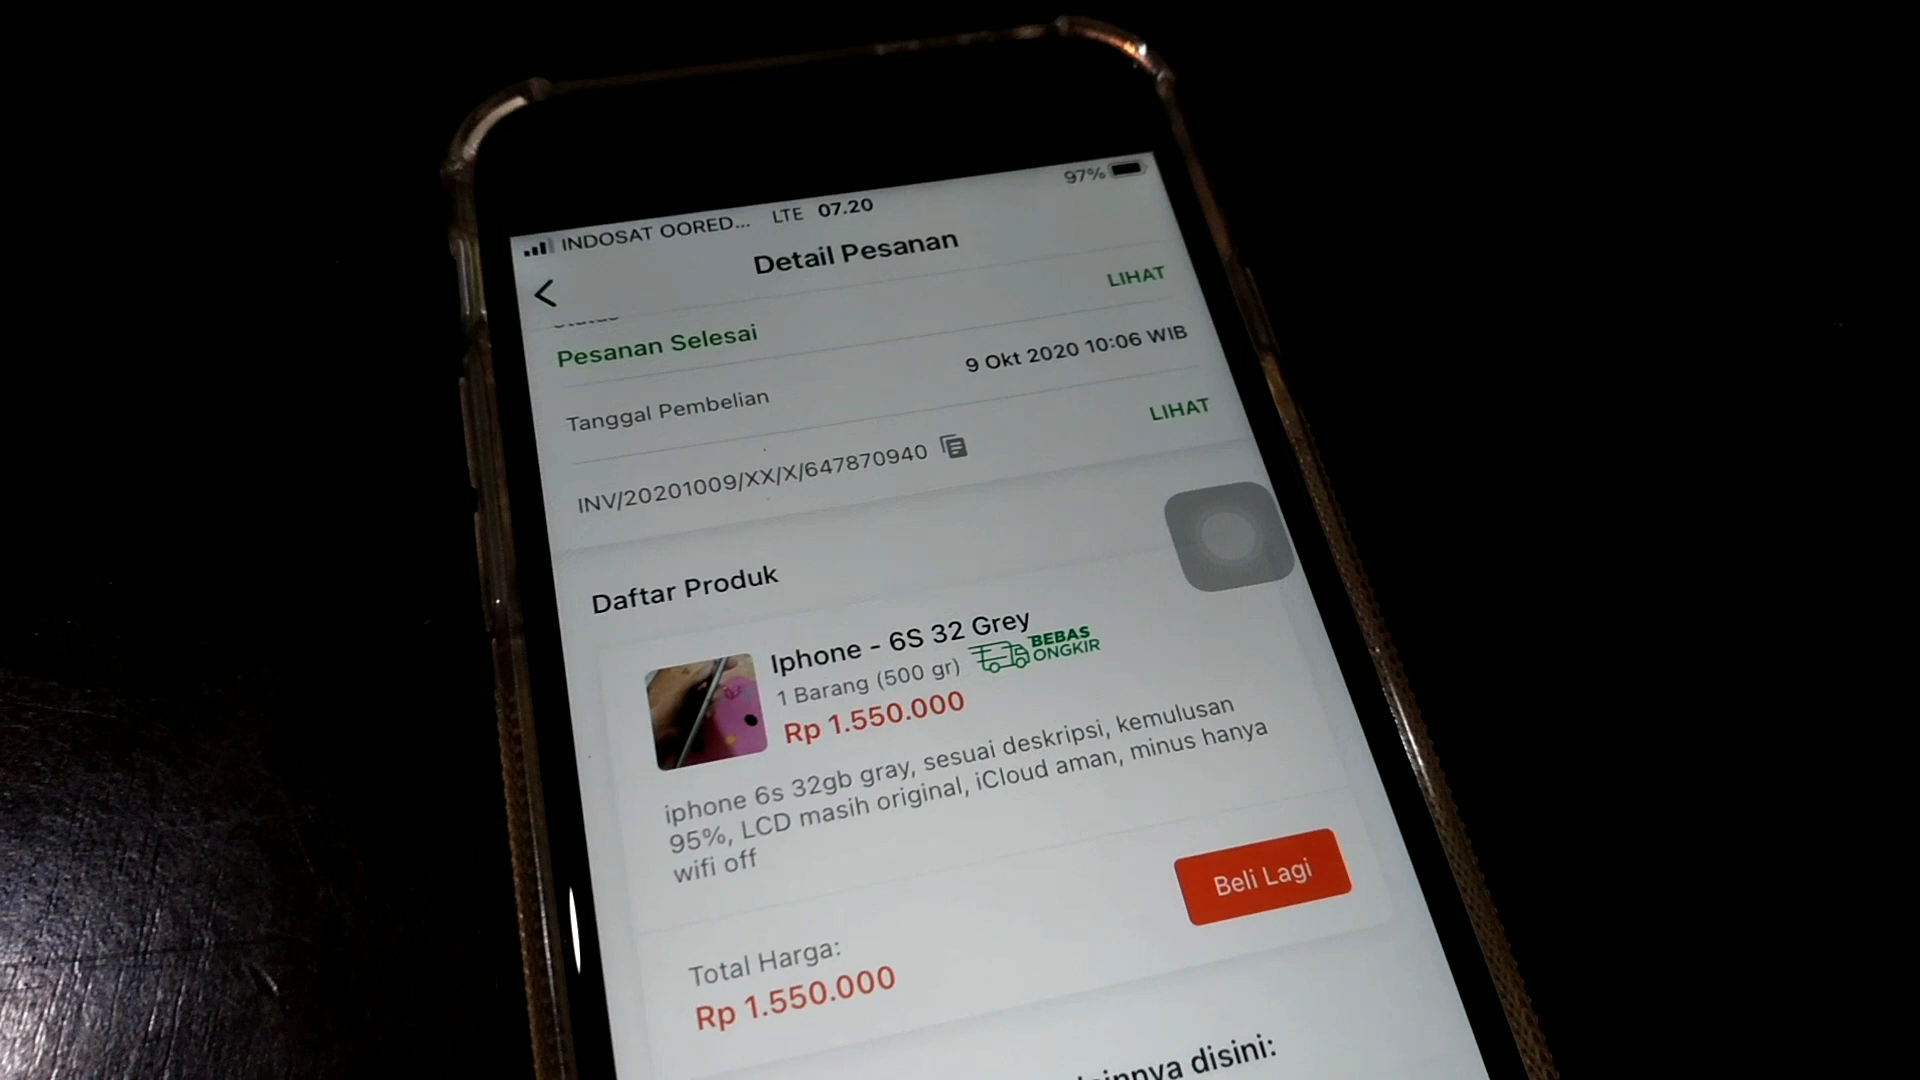 INDOSAT OORED... LTE 07.20 97%
Detail Pesanan
LIHAT
Pesanan Selesai
Tanggal Pembelian 9 Okt 2020 10:06 WIB
INV/20201009/XX/X/647870940 LIHAT
Daftar Produk
Iphone - 6S 32 Grey
1 Barang (500 gr) BEBAS ONGKIR
Rp 1.550.000
iphone 6s 32gb gray, sesuai deskripsi, kemulusan
95%, LCD masih original, iCloud aman, minus hanya
wifi off
Beli Lagi
Total Harga:
Rp 1.550.000
disini: